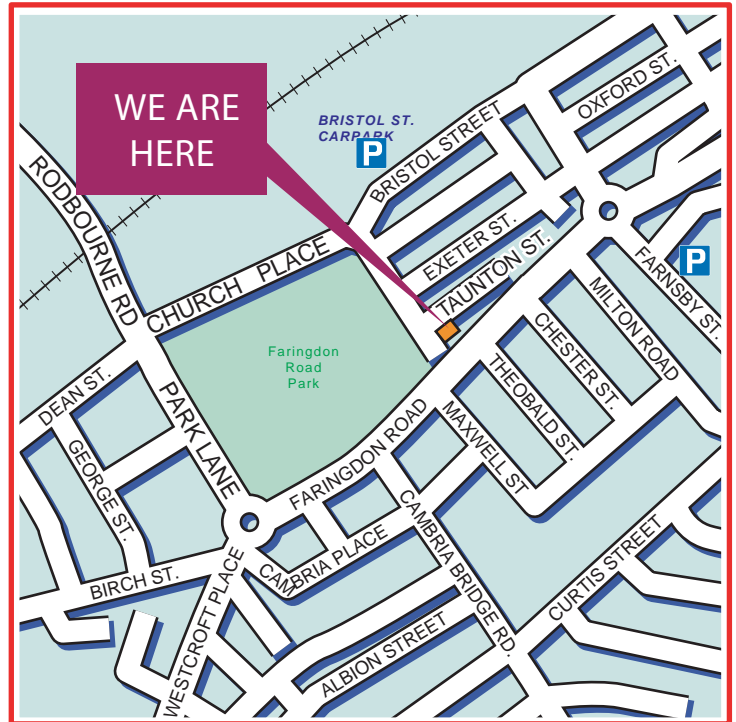 WE ARE
HERE
BRISTOL ST.
CARPARK
P
BRISTOL STREET
OXFORD ST.
RODBOURNE RD
CHURCH PLACE
EXETER ST.
TAUNTON ST.
FARNSBY ST.
P
MILTON ROAD
CHESTER ST.
THEOBALD ST.
MAXWELL ST
Faringdon
Road
Park
DEAN ST.
GEORGE ST.
PARK LANE
FARINGDON ROAD
CAMBRIA PLACE
CAMBRIA BRIDGE RD.
CURTIS STREET
BIRCH ST.
WESTCROFT PLACE
ALBION STREET